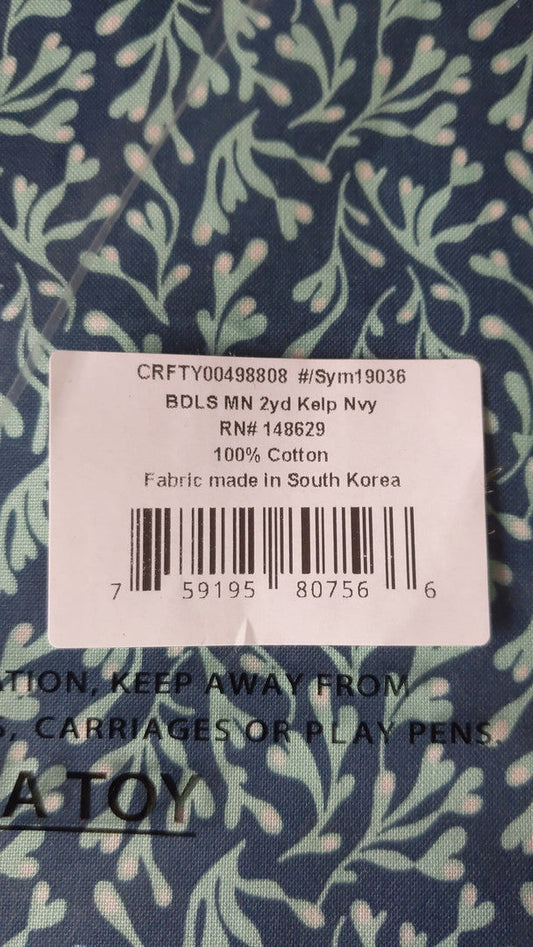 CRFTY00498808 #/Sym19036
BDLS MN 2yd Kelp Nvy
RN# 148629
100% Cotton
Fabric made in South Korea
7 59195 80756 6
KEEP AWAY FROM
CARRIAGES OR PLAY PENS.
A TOY